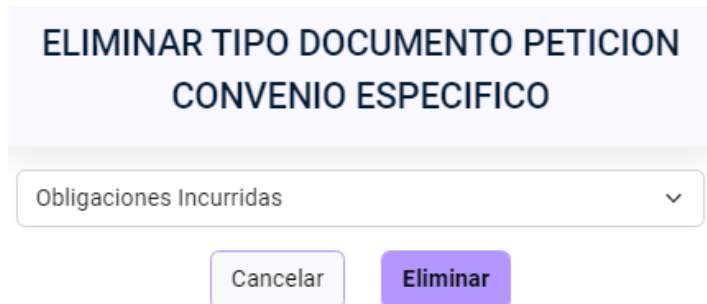 ELIMINAR TIPO DOCUMENTO PETICION
CONVENIO ESPECIFICO
Obligaciones Incurridas
Cancelar Eliminar